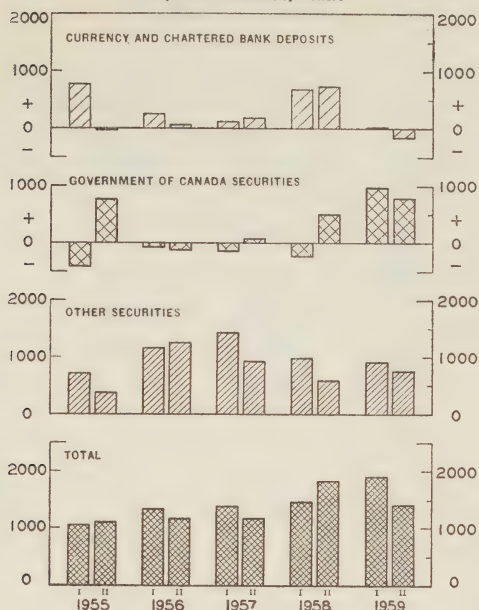 2000 2000
CURRENCY AND CHARTERED BANK DEPOSITS
1000 1000
+ +
0 0
− −
GOVERNMENT OF CANADA SECURITIES
1000 1000
+ +
0 0
− −
2000 2000
OTHER SECURITIES
1000 1000
0 0
TOTAL
2000 2000
1000 1000
0 0
I II I II I II I II I II
1955 1956 1957 1958 1959